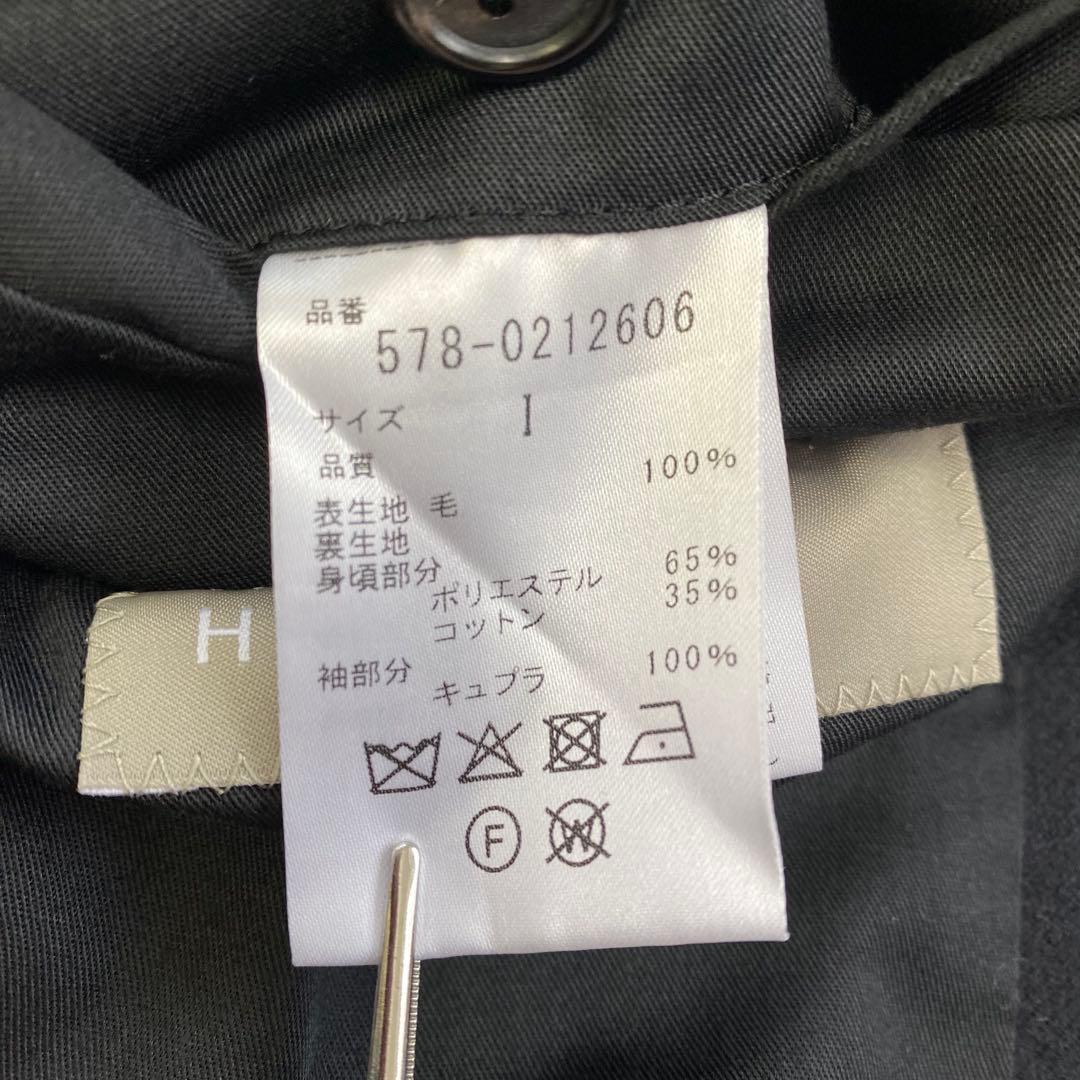 品番
578-0212606
サイズ I
品質
表生地 毛 100%
裏生地
身頃部分
ポリエステル 65%
コットン 35%
袖部分
キュプラ 100%
F
W
H
出